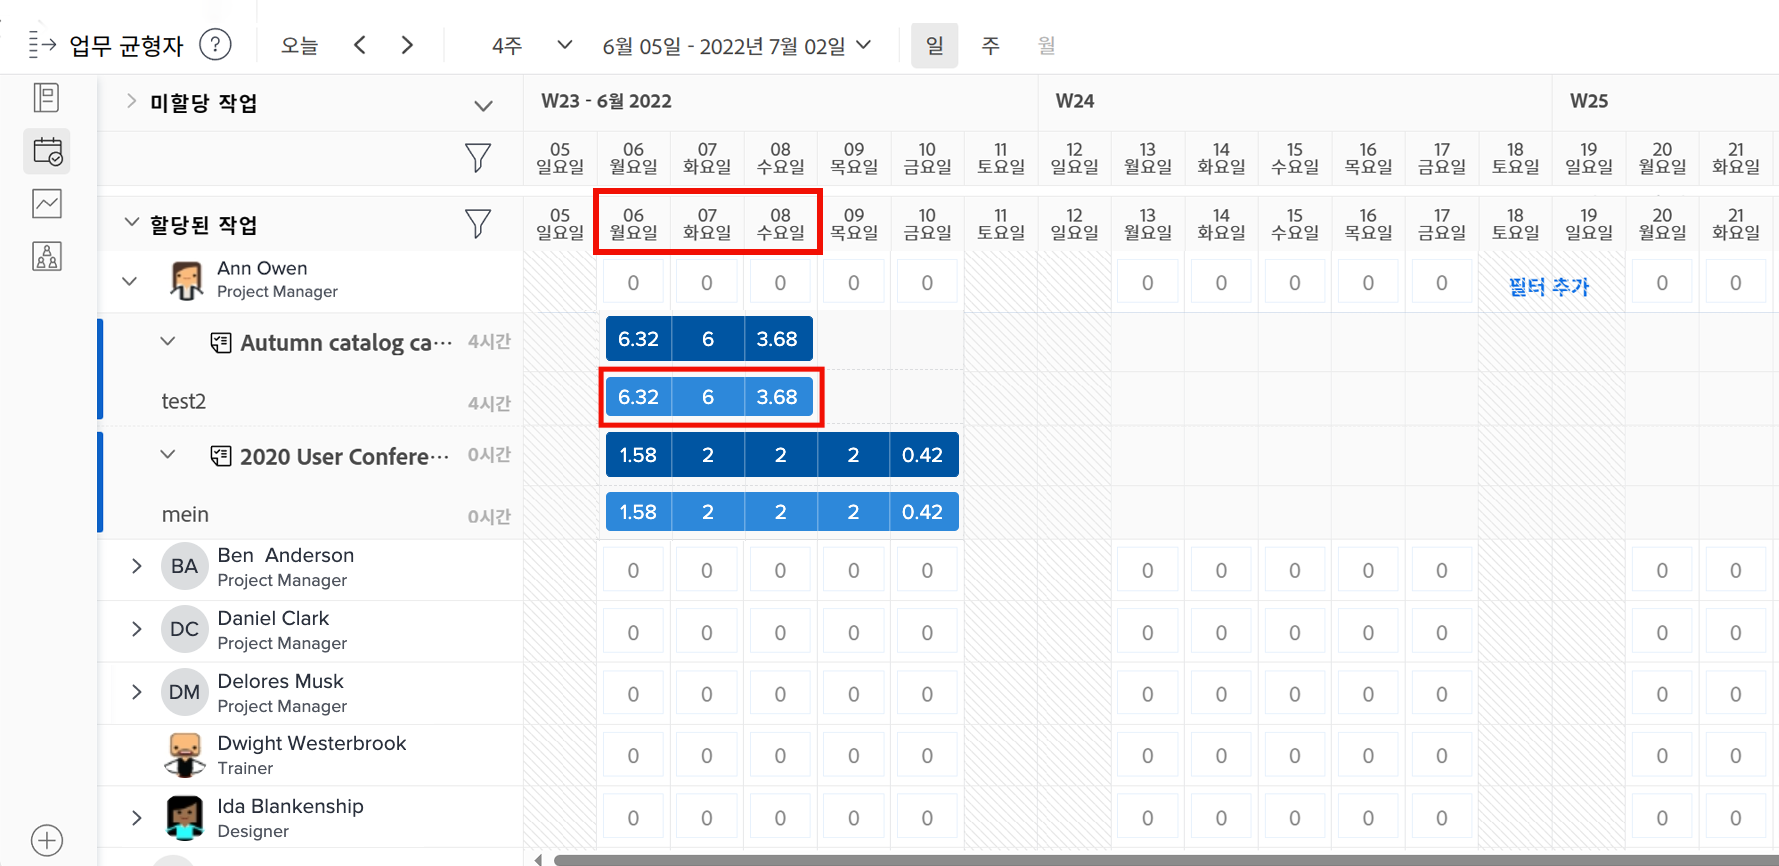 업무 균형자 ? 오늘 4주 6월 05일 - 2022년 7월 02일 일 주 월
미할당 작업 W23 - 6월 2022 W24 W25
05 06 07 08 09 10 11 12 13 14 15 16 17 18 19 20 21
일요일 월요일 화요일 수요일 목요일 금요일 토요일 일요일 월요일 화요일 수요일 목요일 금요일 토요일 일요일 월요일 화요일
할당된 작업
05 06 07 08 09 10 11 12 13 14 15 16 17 18 19 20 21
일요일 월요일 화요일 수요일 목요일 금요일 토요일 일요일 월요일 화요일 수요일 목요일 금요일 토요일 일요일 월요일 화요일
Ann Owen
Project Manager
0 0 0 0 0 0 0 0 0 0 필터 추가 0 0
Autumn catalog ca··· 4시간 6.32 6 3.68
test2 4시간 6.32 6 3.68
2020 User Confere··· 0시간 1.58 2 2 2 0.42
mein 0시간 1.58 2 2 2 0.42
BA Ben Anderson
Project Manager
0 0 0 0 0 0 0 0 0 0 0 0
DC Daniel Clark
Project Manager
0 0 0 0 0 0 0 0 0 0 0 0
DM Delores Musk
Project Manager
0 0 0 0 0 0 0 0 0 0 0 0
Dwight Westerbrook
Trainer
0 0 0 0 0 0 0 0 0 0 0 0
Ida Blankenship
Designer
0 0 0 0 0 0 0 0 0 0 0 0